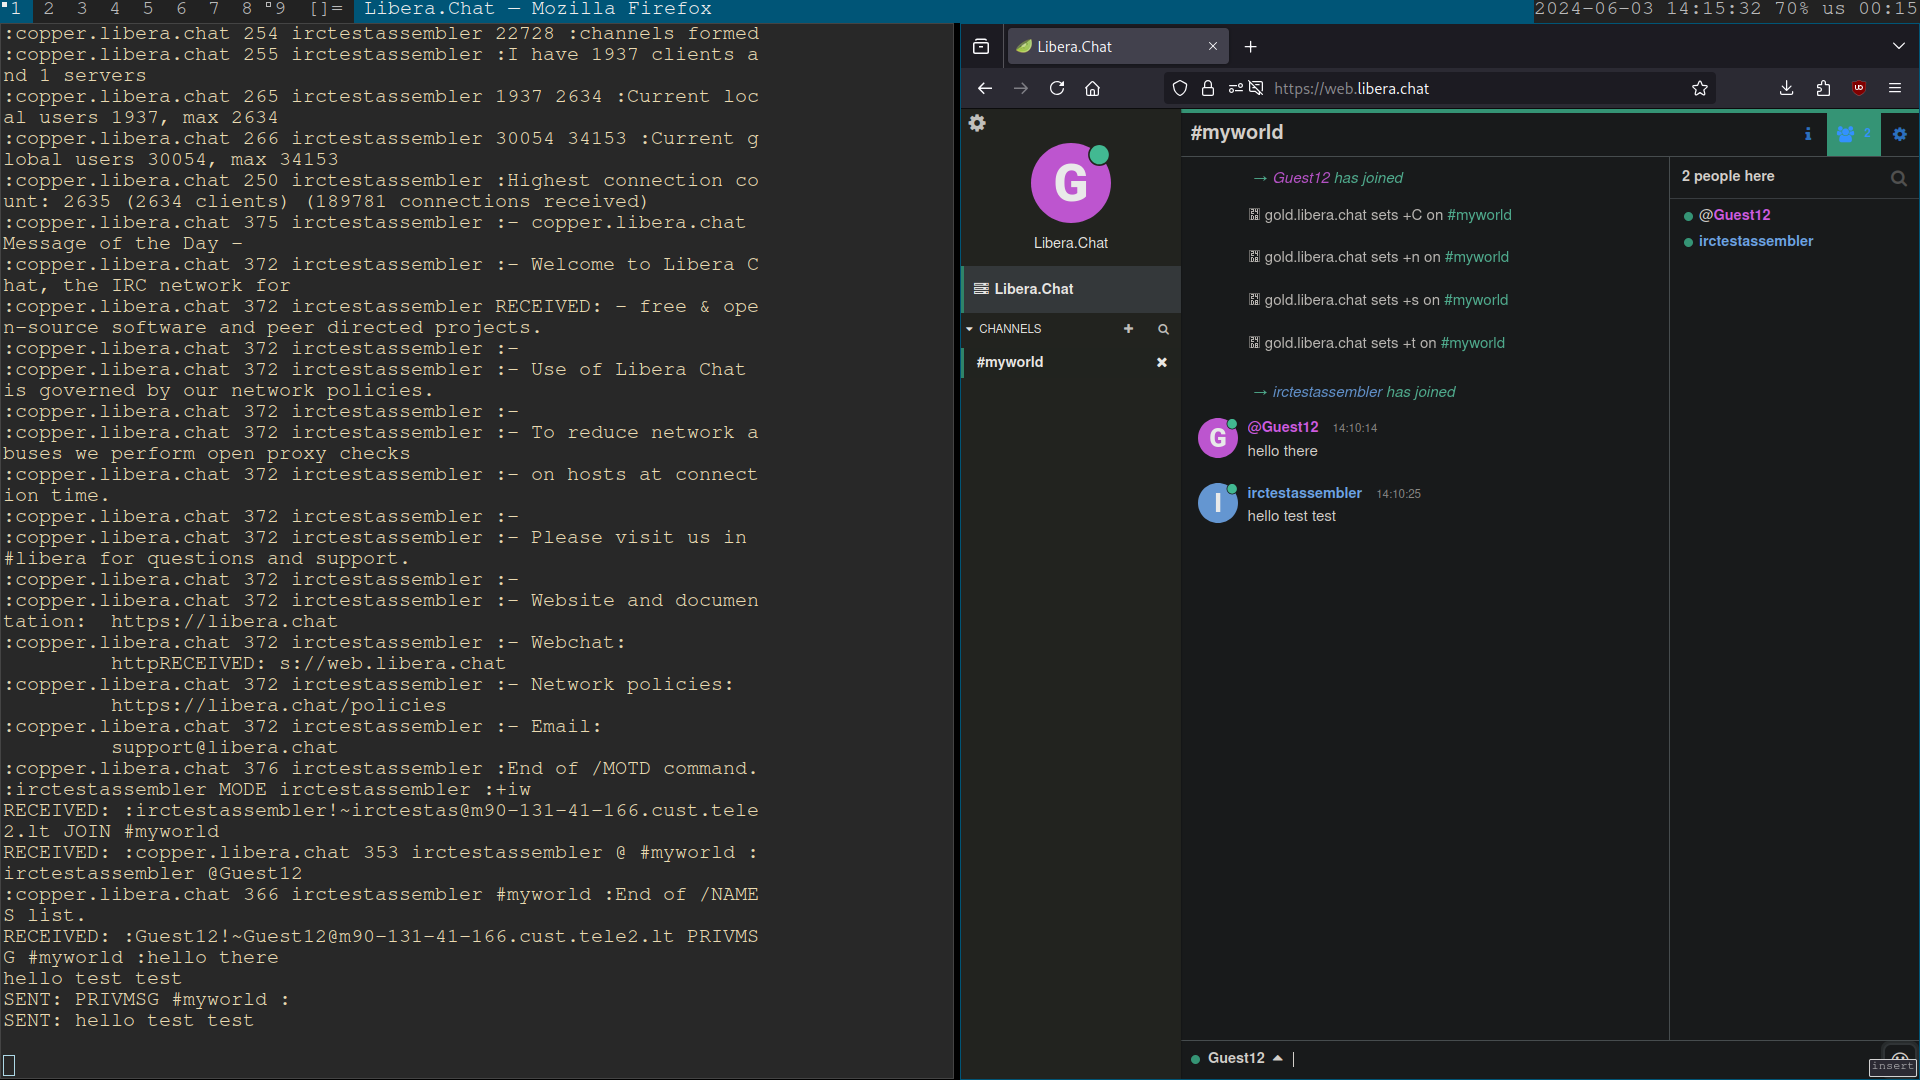 1 2 3 4 5 6 7 8 9 []= Libera.Chat — Mozilla Firefox 2024-06-03 14:15:32 70% us 00:15
:copper.libera.chat 254 irctestassembler 22728 :channels formed
:copper.libera.chat 255 irctestassembler :I have 1937 clients a
nd 1 servers
:copper.libera.chat 265 irctestassembler 1937 2634 :Current loc
al users 1937, max 2634
:copper.libera.chat 266 irctestassembler 30054 34153 :Current g
lobal users 30054, max 34153
:copper.libera.chat 250 irctestassembler :Highest connection co
unt: 2635 (2634 clients) (189781 connections received)
:copper.libera.chat 375 irctestassembler :- copper.libera.chat
Message of the Day -
:copper.libera.chat 372 irctestassembler :- Welcome to Libera C
hat, the IRC network for
:copper.libera.chat 372 irctestassembler RECEIVED: - free & ope
n-source software and peer directed projects.
:copper.libera.chat 372 irctestassembler :-
:copper.libera.chat 372 irctestassembler :- Use of Libera Chat
is governed by our network policies.
:copper.libera.chat 372 irctestassembler :-
:copper.libera.chat 372 irctestassembler :- To reduce network a
buses we perform open proxy checks
:copper.libera.chat 372 irctestassembler :- on hosts at connect
ion time.
:copper.libera.chat 372 irctestassembler :-
:copper.libera.chat 372 irctestassembler :- Please visit us in
#libera for questions and support.
:copper.libera.chat 372 irctestassembler :-
:copper.libera.chat 372 irctestassembler :- Website and documen
tation:  https://libera.chat
:copper.libera.chat 372 irctestassembler :- Webchat:
httpRECEIVED: s://web.libera.chat
:copper.libera.chat 372 irctestassembler :- Network policies:
https://libera.chat/policies
:copper.libera.chat 372 irctestassembler :- Email:
support@libera.chat
:copper.libera.chat 376 irctestassembler :End of /MOTD command.
:irctestassembler MODE irctestassembler :+iw
RECEIVED: :irctestassembler!~irctestas@m90-131-41-166.cust.tele
2.lt JOIN #myworld
RECEIVED: :copper.libera.chat 353 irctestassembler @ #myworld :
irctestassembler @Guest12
:copper.libera.chat 366 irctestassembler #myworld :End of /NAME
S list.
RECEIVED: :Guest12!~Guest12@m90-131-41-166.cust.tele2.lt PRIVMS
G #myworld :hello there
hello test test
SENT: PRIVMSG #myworld :
SENT: hello test test
Libera.Chat
https://web.libera.chat
G
Libera.Chat
Libera.Chat
CHANNELS
#myworld
#myworld
2
→ Guest12 has joined
gold.libera.chat sets +C on #myworld
gold.libera.chat sets +n on #myworld
gold.libera.chat sets +s on #myworld
gold.libera.chat sets +t on #myworld
→ irctestassembler has joined
G @Guest12 14:10:14
hello there
I irctestassembler 14:10:25
hello test test
2 people here
@Guest12
irctestassembler
Guest12
insert